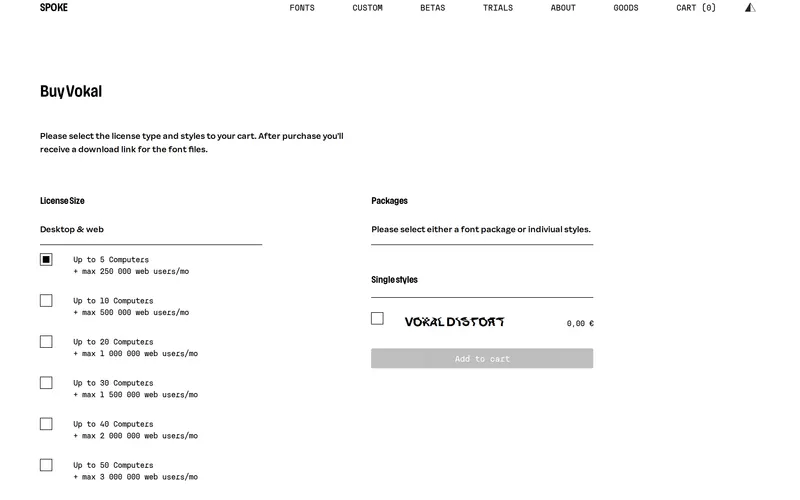 SPOKE
FONTS
CUSTOM
BETAS
TRIALS
ABOUT
GOODS
CART (0)
Buy Vokal
Please select the license type and styles to your cart. After purchase you'll
receive a download link for the font files.
License Size
Desktop & web
Up to 5 Computers
+ max 250 000 web users/mo
Up to 10 Computers
+ max 500 000 web users/mo
Up to 20 Computers
+ max 1 000 000 web users/mo
Up to 30 Computers
+ max 1 500 000 web users/mo
Up to 40 Computers
+ max 2 000 000 web users/mo
Up to 50 Computers
+ max 3 000 000 web users/mo
Packages
Please select either a font package or indiviual styles.
Single styles
VOKAL DISTORT
0,00 €
Add to cart